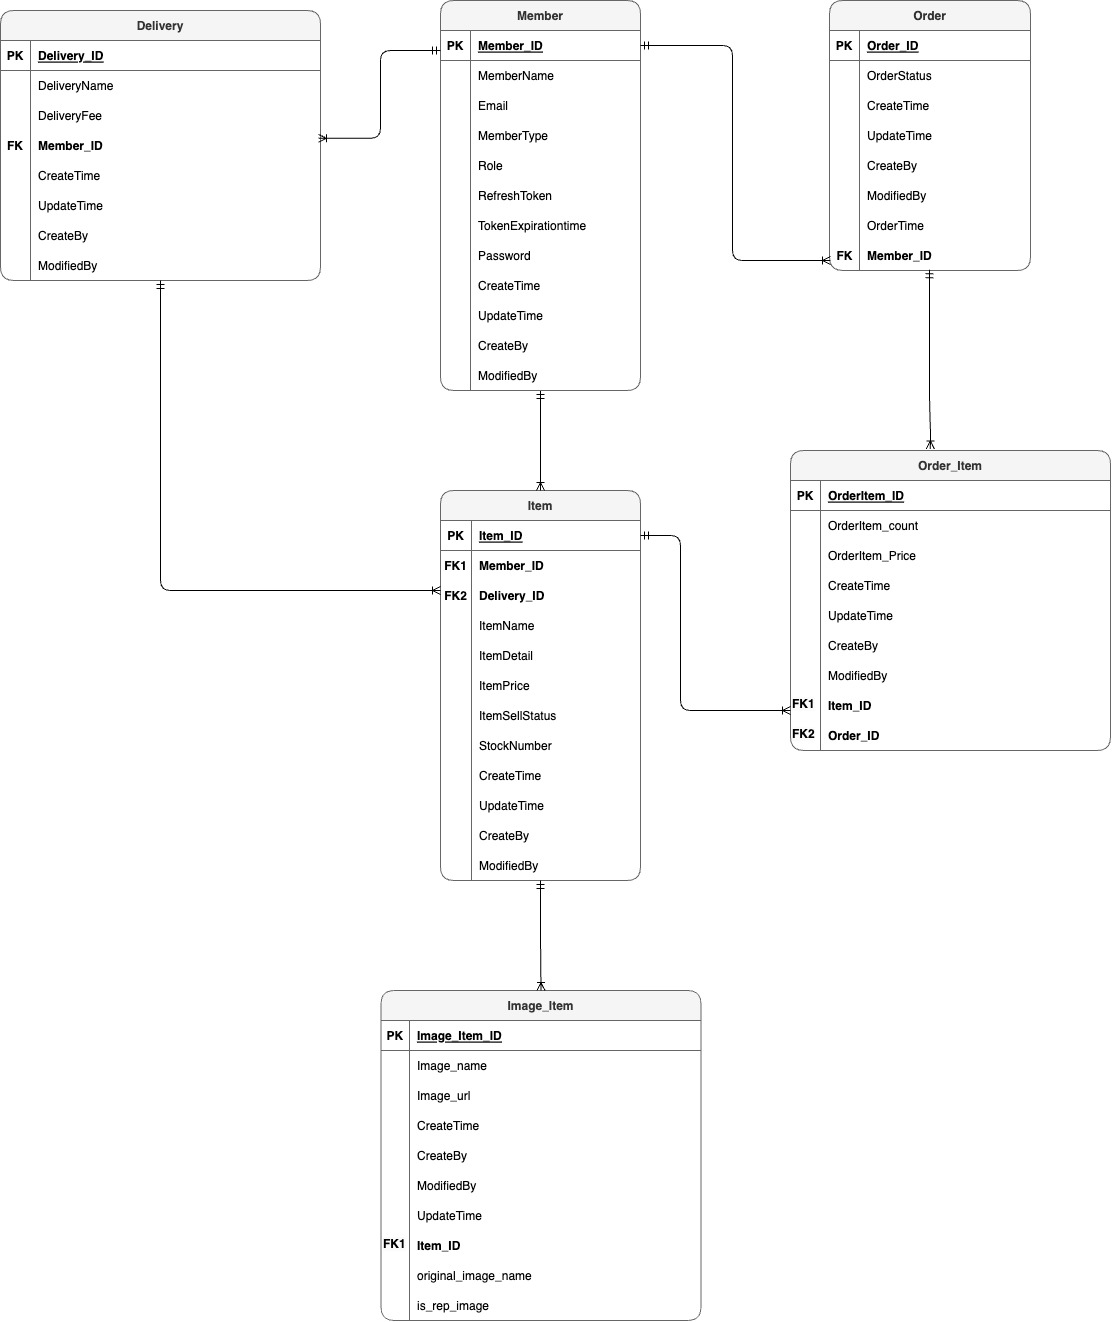 Delivery
PK Delivery_ID
DeliveryName
DeliveryFee
FK Member_ID
CreateTime
UpdateTime
CreateBy
ModifiedBy
Member
PK Member_ID
MemberName
Email
MemberType
Role
RefreshToken
TokenExpirationtime
Password
CreateTime
UpdateTime
CreateBy
ModifiedBy
Order
PK Order_ID
OrderStatus
CreateTime
UpdateTime
CreateBy
ModifiedBy
OrderTime
FK Member_ID
Item
PK Item_ID
FK1 Member_ID
FK2 Delivery_ID
ItemName
ItemDetail
ItemPrice
ItemSellStatus
StockNumber
CreateTime
UpdateTime
CreateBy
ModifiedBy
Order_Item
PK OrderItem_ID
OrderItem_count
OrderItem_Price
CreateTime
UpdateTime
CreateBy
ModifiedBy
FK1 Item_ID
FK2 Order_ID
Image_Item
PK Image_Item_ID
Image_name
Image_url
CreateTime
CreateBy
ModifiedBy
UpdateTime
FK1 Item_ID
original_image_name
is_rep_image